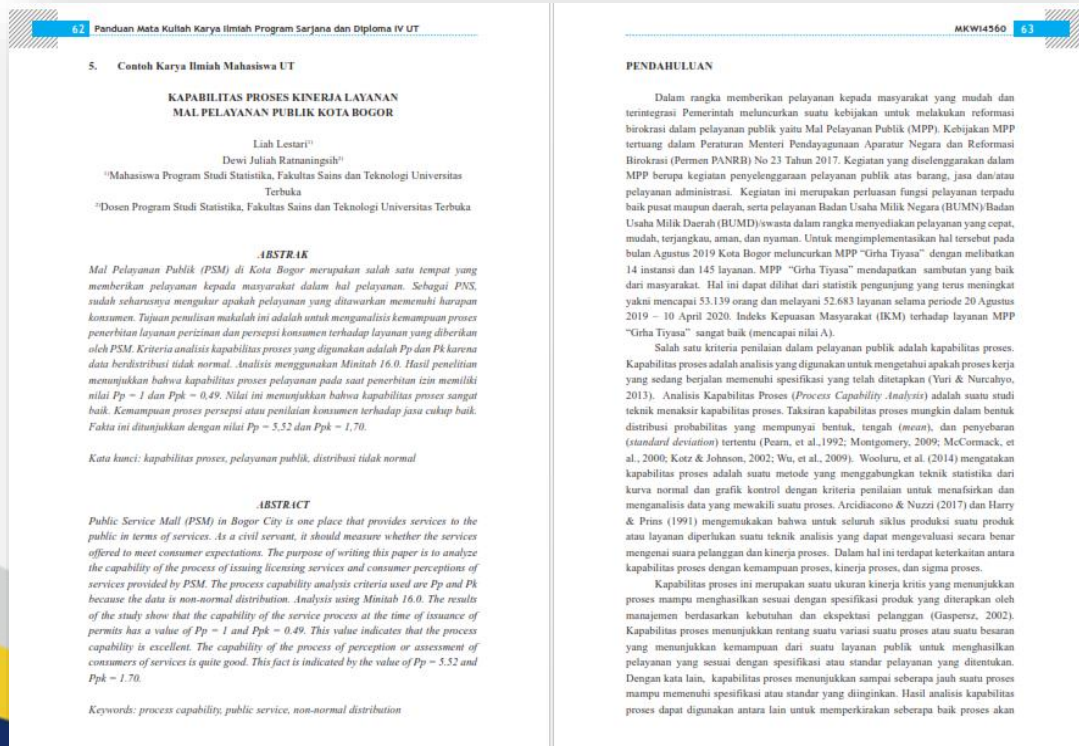 62 Panduan Mata Kuliah Karya Ilmiah Program Sarjana dan Diploma IV UT
5. Contoh Karya Ilmiah Mahasiswa UT
KAPABILITAS PROSES KINERJA LAYANAN
MAL PELAYANAN PUBLIK KOTA BOGOR
Liah Lestari¹⁾
Dewi Juliah Ratnaningsih²⁾
¹⁾Mahasiswa Program Studi Statistika, Fakultas Sains dan Teknologi Universitas
Terbuka
²⁾Dosen Program Studi Statistika, Fakultas Sains dan Teknologi Universitas Terbuka
ABSTRAK
Mal Pelayanan Publik (PSM) di Kota Bogor merupakan salah satu tempat yang
memberikan pelayanan kepada masyarakat dalam hal pelayanan. Sebagai PNS,
sudah seharusnya mengukur apakah pelayanan yang ditawarkan memenuhi harapan
konsumen. Tujuan penulisan makalah ini adalah untuk menganalisis kemampuan proses
penerbitan layanan perizinan dan persepsi konsumen terhadap layanan yang diberikan
oleh PSM. Kriteria analisis kapabilitas proses yang digunakan adalah Pp dan Pk karena
data berdistribusi tidak normal. Analisis menggunakan Minitab 16.0. Hasil penelitian
menunjukkan bahwa kapabilitas proses pelayanan pada saat penerbitan izin memiliki
nilai Pp = 1 dan Ppk = 0,49. Nilai ini menunjukkan bahwa kapabilitas proses sangat
baik. Kemampuan proses persepsi atau penilaian konsumen terhadap jasa cukup baik.
Fakta ini ditunjukkan dengan nilai Pp = 5,52 dan Ppk = 1,70.
Kata kunci: kapabilitas proses, pelayanan publik, distribusi tidak normal
ABSTRACT
Public Service Mall (PSM) in Bogor City is one place that provides services to the
public in terms of services. As a civil servant, it should measure whether the services
offered to meet consumer expectations. The purpose of writing this paper is to analyze
the capability of the process of issuing licensing services and consumer perceptions of
services provided by PSM. The process capability analysis criteria used are Pp and Pk
because the data is non-normal distribution. Analysis using Minitab 16.0. The results
of the study show that the capability of the service process at the time of issuance of
permits has a value of Pp = 1 and Ppk = 0.49. This value indicates that the process
capability is excellent. The capability of the process of perception or assessment of
consumers of services is quite good. This fact is indicated by the value of Pp = 5.52 and
Ppk = 1.70.
Keywords: process capability, public service, non-normal distribution
MKWI4560 63
PENDAHULUAN
Dalam rangka memberikan pelayanan kepada masyarakat yang mudah dan
terintegrasi Pemerintah meluncurkan suatu kebijakan untuk melakukan reformasi
birokrasi dalam pelayanan publik yaitu Mal Pelayanan Publik (MPP). Kebijakan MPP
tertuang dalam Peraturan Menteri Pendayagunaan Aparatur Negara dan Reformasi
Birokrasi (Permen PANRB) No 23 Tahun 2017. Kegiatan yang diselenggarakan dalam
MPP berupa kegiatan penyelenggaraan pelayanan publik atas barang, jasa dan/atau
pelayanan administrasi. Kegiatan ini merupakan perluasan fungsi pelayanan terpadu
baik pusat maupun daerah, serta pelayanan Badan Usaha Milik Negara (BUMN)/Badan
Usaha Milik Daerah (BUMD)/swasta dalam rangka menyediakan pelayanan yang cepat,
mudah, terjangkau, aman, dan nyaman. Untuk mengimplementasikan hal tersebut pada
bulan Agustus 2019 Kota Bogor meluncurkan MPP “Grha Tiyasa” dengan melibatkan
14 instansi dan 145 layanan. MPP “Grha Tiyasa” mendapatkan sambutan yang baik
dari masyarakat. Hal ini dapat dilihat dari statistik pengunjung yang terus meningkat
yakni mencapai 53.139 orang dan melayani 52.683 layanan selama periode 20 Agustus
2019 – 10 April 2020. Indeks Kepuasan Masyarakat (IKM) terhadap layanan MPP
“Grha Tiyasa” sangat baik (mencapai nilai A).
Salah satu kriteria penilaian dalam pelayanan publik adalah kapabilitas proses.
Kapabilitas proses adalah analisis yang digunakan untuk mengetahui apakah proses kerja
yang sedang berjalan memenuhi spesifikasi yang telah ditetapkan (Yuri & Nurcahyo,
2013). Analisis Kapabilitas Proses (Process Capability Analysis) adalah suatu studi
teknik menaksir kapabilitas proses. Taksiran kapabilitas proses mungkin dalam bentuk
distribusi probabilitas yang mempunyai bentuk, tengah (mean), dan penyebaran
(standard deviation) tertentu (Pearn, et al.,1992; Montgomery, 2009; McCormack, et
al., 2000; Kotz & Johnson, 2002; Wu, et al., 2009). Wooluru, et al. (2014) mengatakan
kapabilitas proses adalah suatu metode yang menggabungkan teknik statistika dari
kurva normal dan grafik kontrol dengan kriteria penilaian untuk menafsirkan dan
menganalisis data yang mewakili suatu proses. Arcidiacono & Nuzzi (2017) dan Harry
& Prins (1991) mengemukakan bahwa untuk seluruh siklus produksi suatu produk
atau layanan diperlukan suatu teknik analisis yang dapat mengevaluasi secara benar
mengenai suara pelanggan dan kinerja proses. Dalam hal ini terdapat keterkaitan antara
kapabilitas proses dengan kemampuan proses, kinerja proses, dan sigma proses.
Kapabilitas proses ini merupakan suatu ukuran kinerja kritis yang menunjukkan
proses mampu menghasilkan sesuai dengan spesifikasi produk yang diterapkan oleh
manajemen berdasarkan kebutuhan dan ekspektasi pelanggan (Gaspersz, 2002).
Kapabilitas proses menunjukkan rentang suatu variasi suatu proses atau suatu besaran
yang menunjukkan kemampuan dari suatu layanan publik untuk menghasilkan
pelayanan yang sesuai dengan spesifikasi atau standar pelayanan yang ditentukan.
Dengan kata lain, kapabilitas proses menunjukkan sampai seberapa jauh suatu proses
mampu memenuhi spesifikasi atau standar yang diinginkan. Hasil analisis kapabilitas
proses dapat digunakan antara lain untuk memperkirakan seberapa baik proses akan